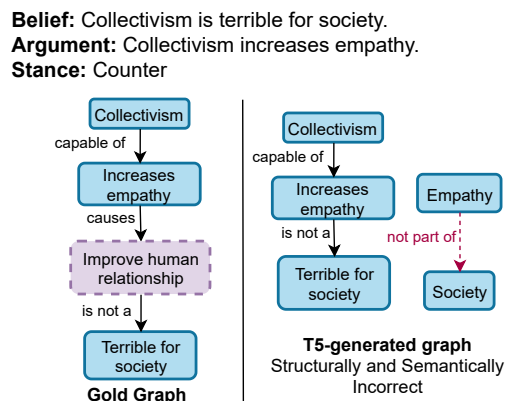 Belief: Collectivism is terrible for society.
Argument: Collectivism increases empathy.
Stance: Counter
Collectivism
capable of
Increases
empathy
causes
Improve human
relationship
is not a
Terrible for
society
Gold Graph
Collectivism
capable of
Increases
empathy
is not a
Terrible for
society
Empathy
not part of
Society
T5-generated graph
Structurally and Semantically
Incorrect